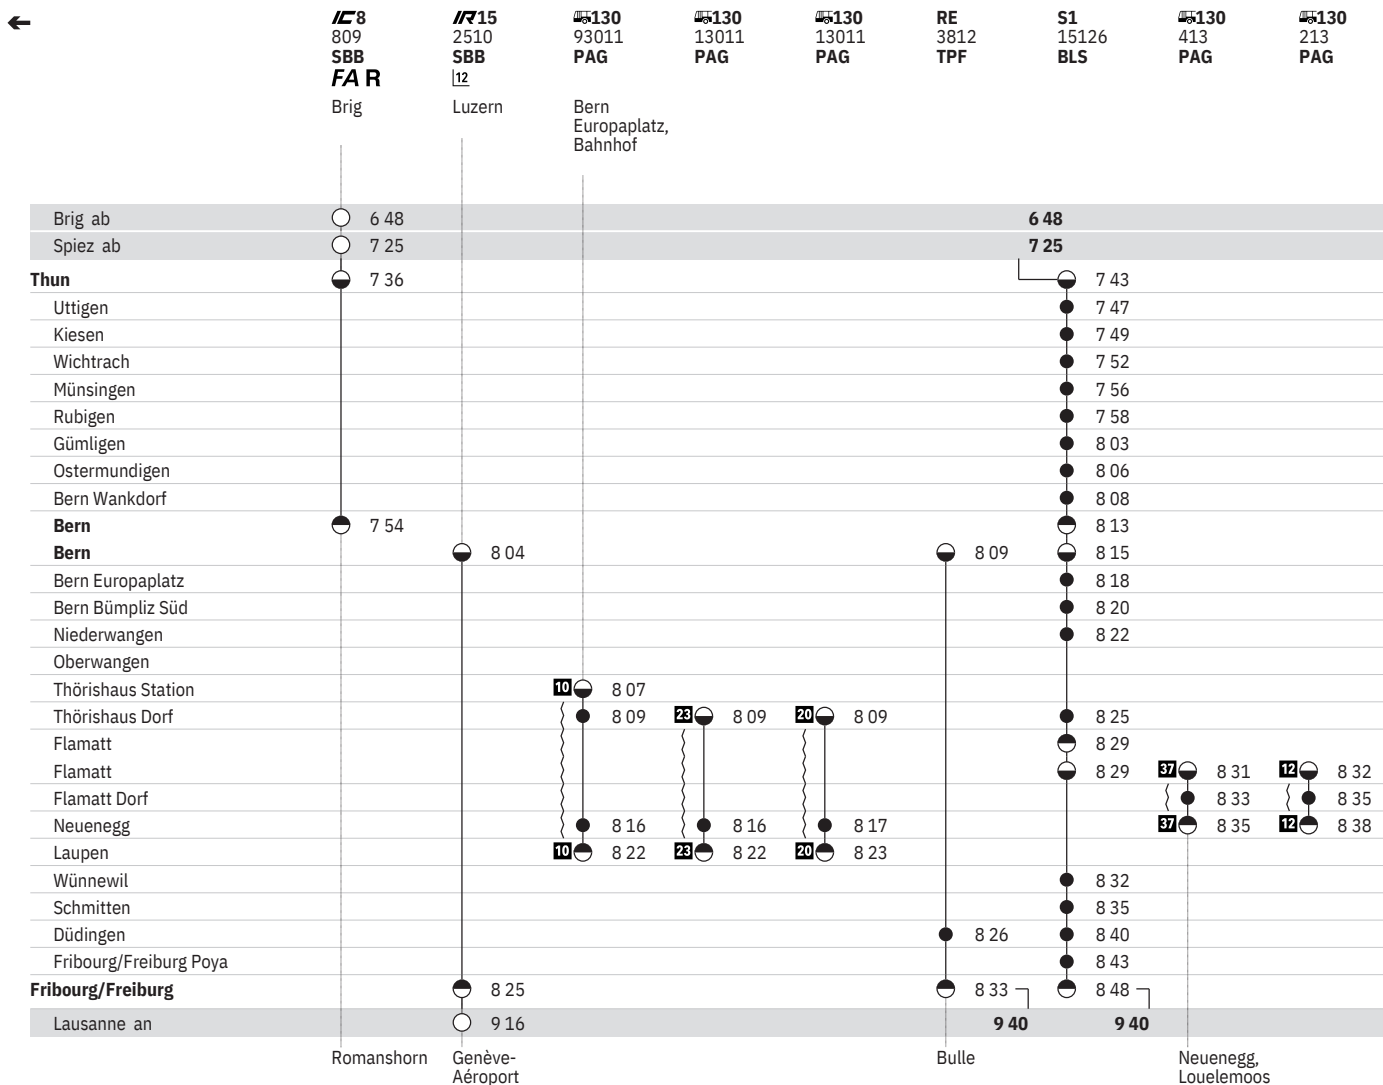 IC8 IR15 130 130 130 RE S1 130 130
809 2510 93011 13011 13011 3812 15126 413 213
SBB SBB PAG PAG PAG TPF BLS PAG PAG
FA R 12
Brig Luzern Bern
Europaplatz,
Bahnhof
Brig ab 6 48 6 48
Spiez ab 7 25 7 25
Thun 7 36 7 43
Uttigen 7 47
Kiesen 7 49
Wichtrach 7 52
Münsingen 7 56
Rubigen 7 58
Gümligen 8 03
Ostermundigen 8 06
Bern Wankdorf 8 08
Bern 7 54 8 13
Bern 8 04 8 09 8 15
Bern Europaplatz 8 18
Bern Bümpliz Süd 8 20
Niederwangen 8 22
Oberwangen
Thörishaus Station 10 8 07
Thörishaus Dorf 8 09 23 8 09 20 8 09 8 25
Flamatt 8 29
Flamatt 8 29 37 8 31 12 8 32
Flamatt Dorf 8 33 8 35
Neuenegg 8 16 8 16 8 17 37 8 35 12 8 38
Laupen 10 8 22 23 8 22 20 8 23
Wünnewil 8 32
Schmitten 8 35
Düdingen 8 26 8 40
Fribourg/Freiburg Poya 8 43
Fribourg/Freiburg 8 25 8 33 8 48
Lausanne an 9 16 9 40 9 40
Romanshorn Genève- Bulle Neuenegg,
Aéroport Louelemoos